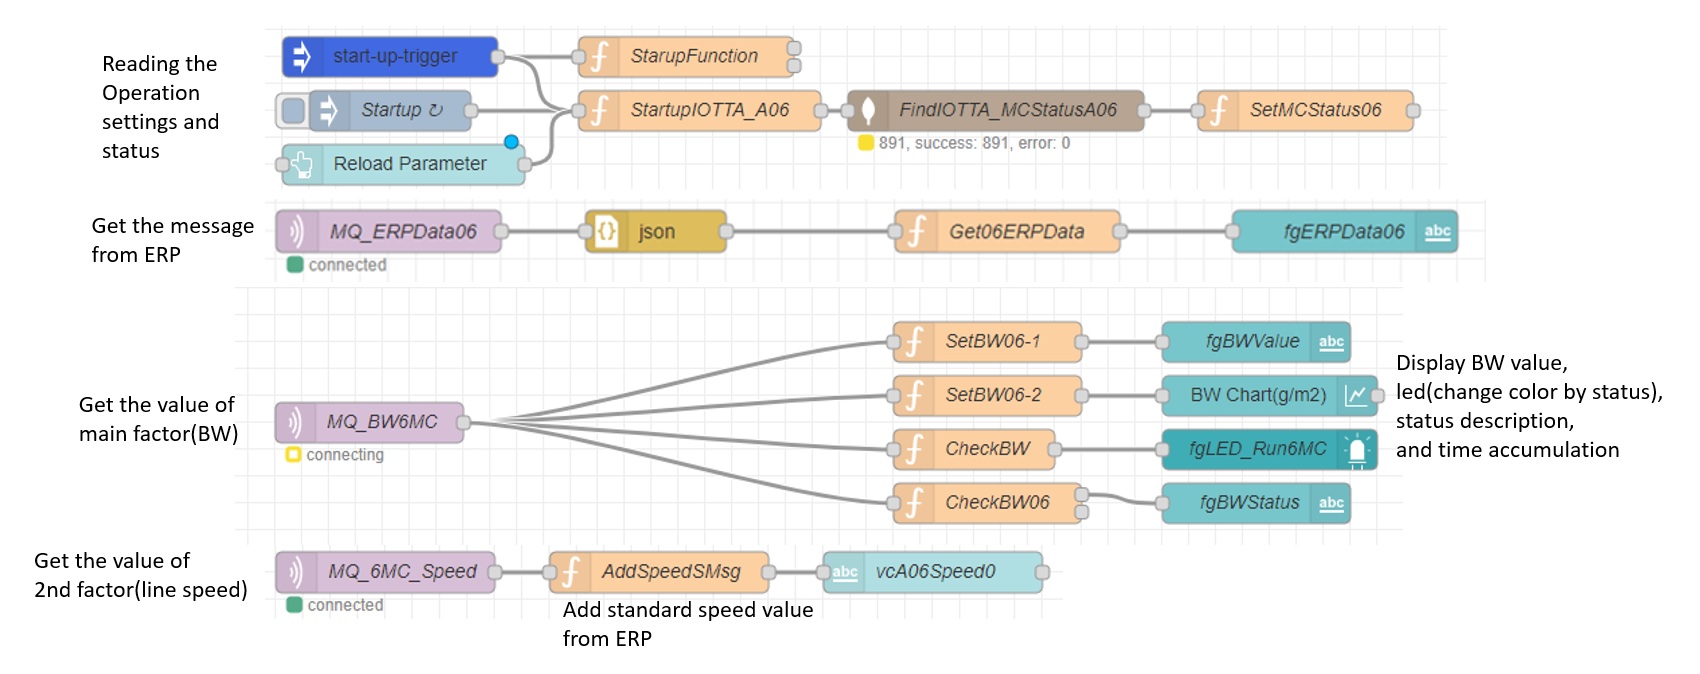 Reading the
Operation
settings and
status
start-up-trigger
StarupFunction
Startup ↻
StartupIOTTA_A06
FindIOTTA_MCStatusA06
SetMCStatus06
891, success: 891, error: 0
Reload Parameter
Get the message
from ERP
MQ_ERPData06
json
Get06ERPData
fgERPData06
abc
connected
Get the value of
main factor(BW)
MQ_BW6MC
connecting
SetBW06-1
fgBWValue
abc
SetBW06-2
BW Chart(g/m2)
CheckBW
fgLED_Run6MC
CheckBW06
fgBWStatus
abc
Display BW value,
led(change color by status),
status description,
and time accumulation
Get the value of
2nd factor(line speed)
MQ_6MC_Speed
AddSpeedSMsg
abc
vcA06Speed0
connected
Add standard speed value
from ERP